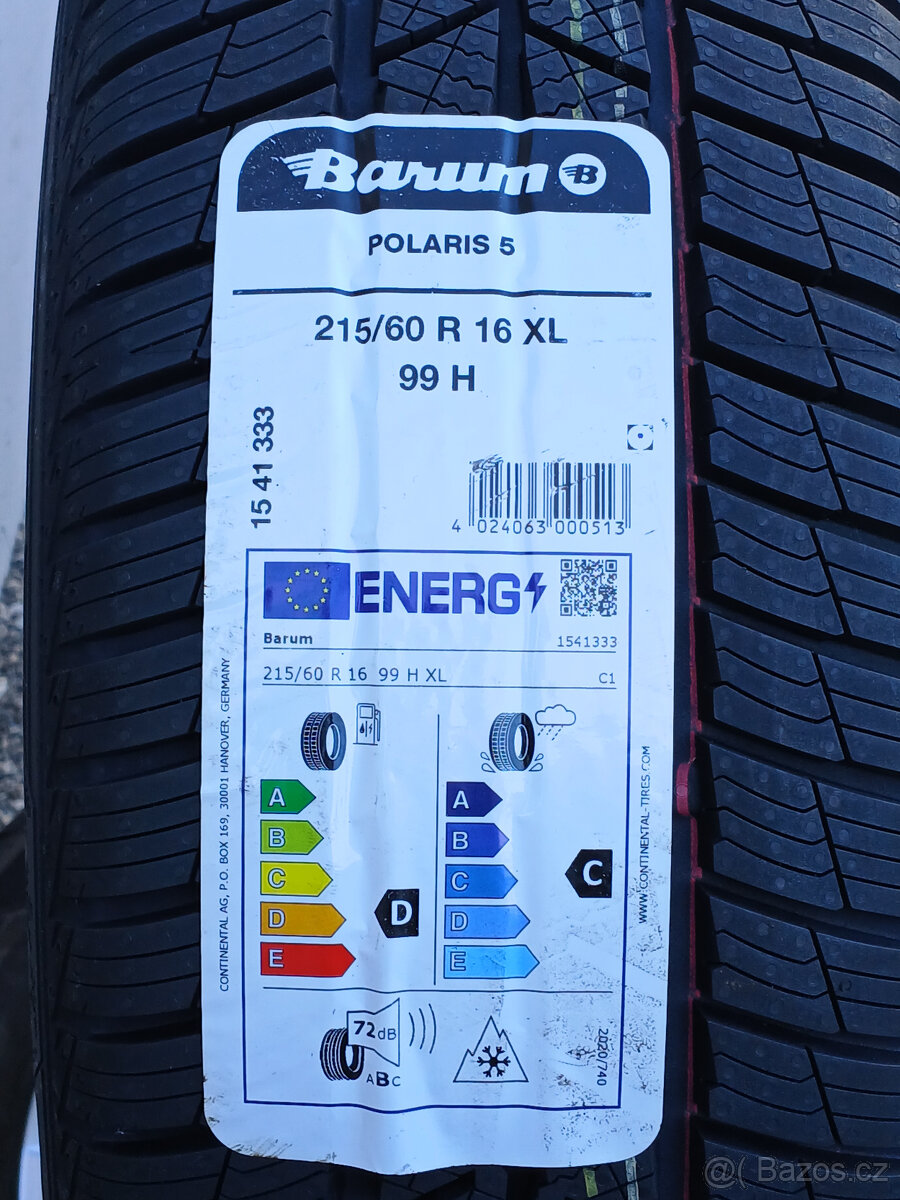 Barum B
POLARIS 5
215/60 R 16 XL
99 H
15 41 333
4 024063 000513
ENERG
Barum 1541333
215/60 R 16 99 H XL C1
A A
B B
C C C
D D D
E E
72dB
ABC
2020/740
CONTINENTAL AG, P.O. BOX 169, 30001 HANOVER, GERMANY
WWW.CONTINENTAL-TIRES.COM
@( Bazos.cz